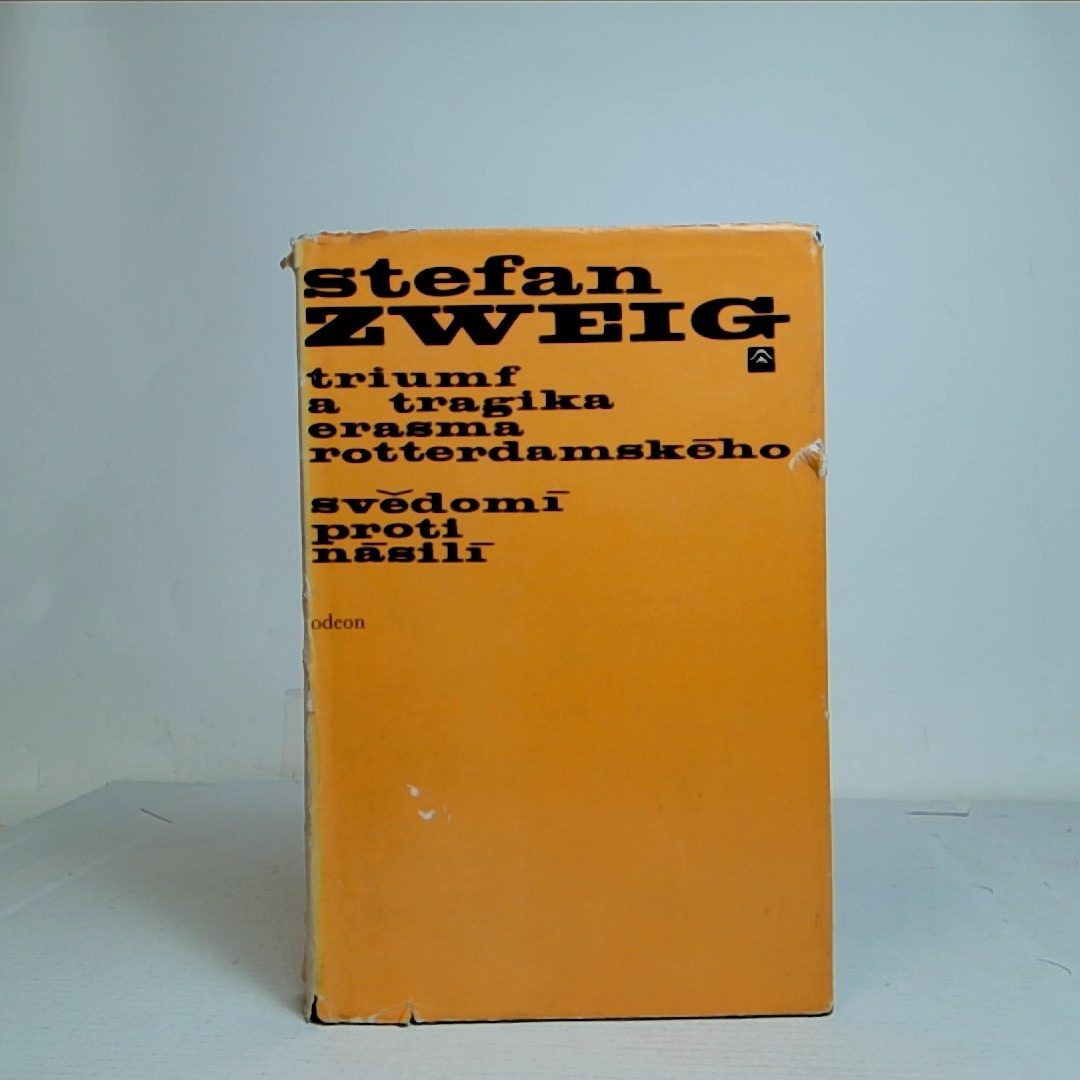 stefan
ZWEIG
triumf
a tragika
erasma
rotterdamského
svědomí
proti
násilí
odeon